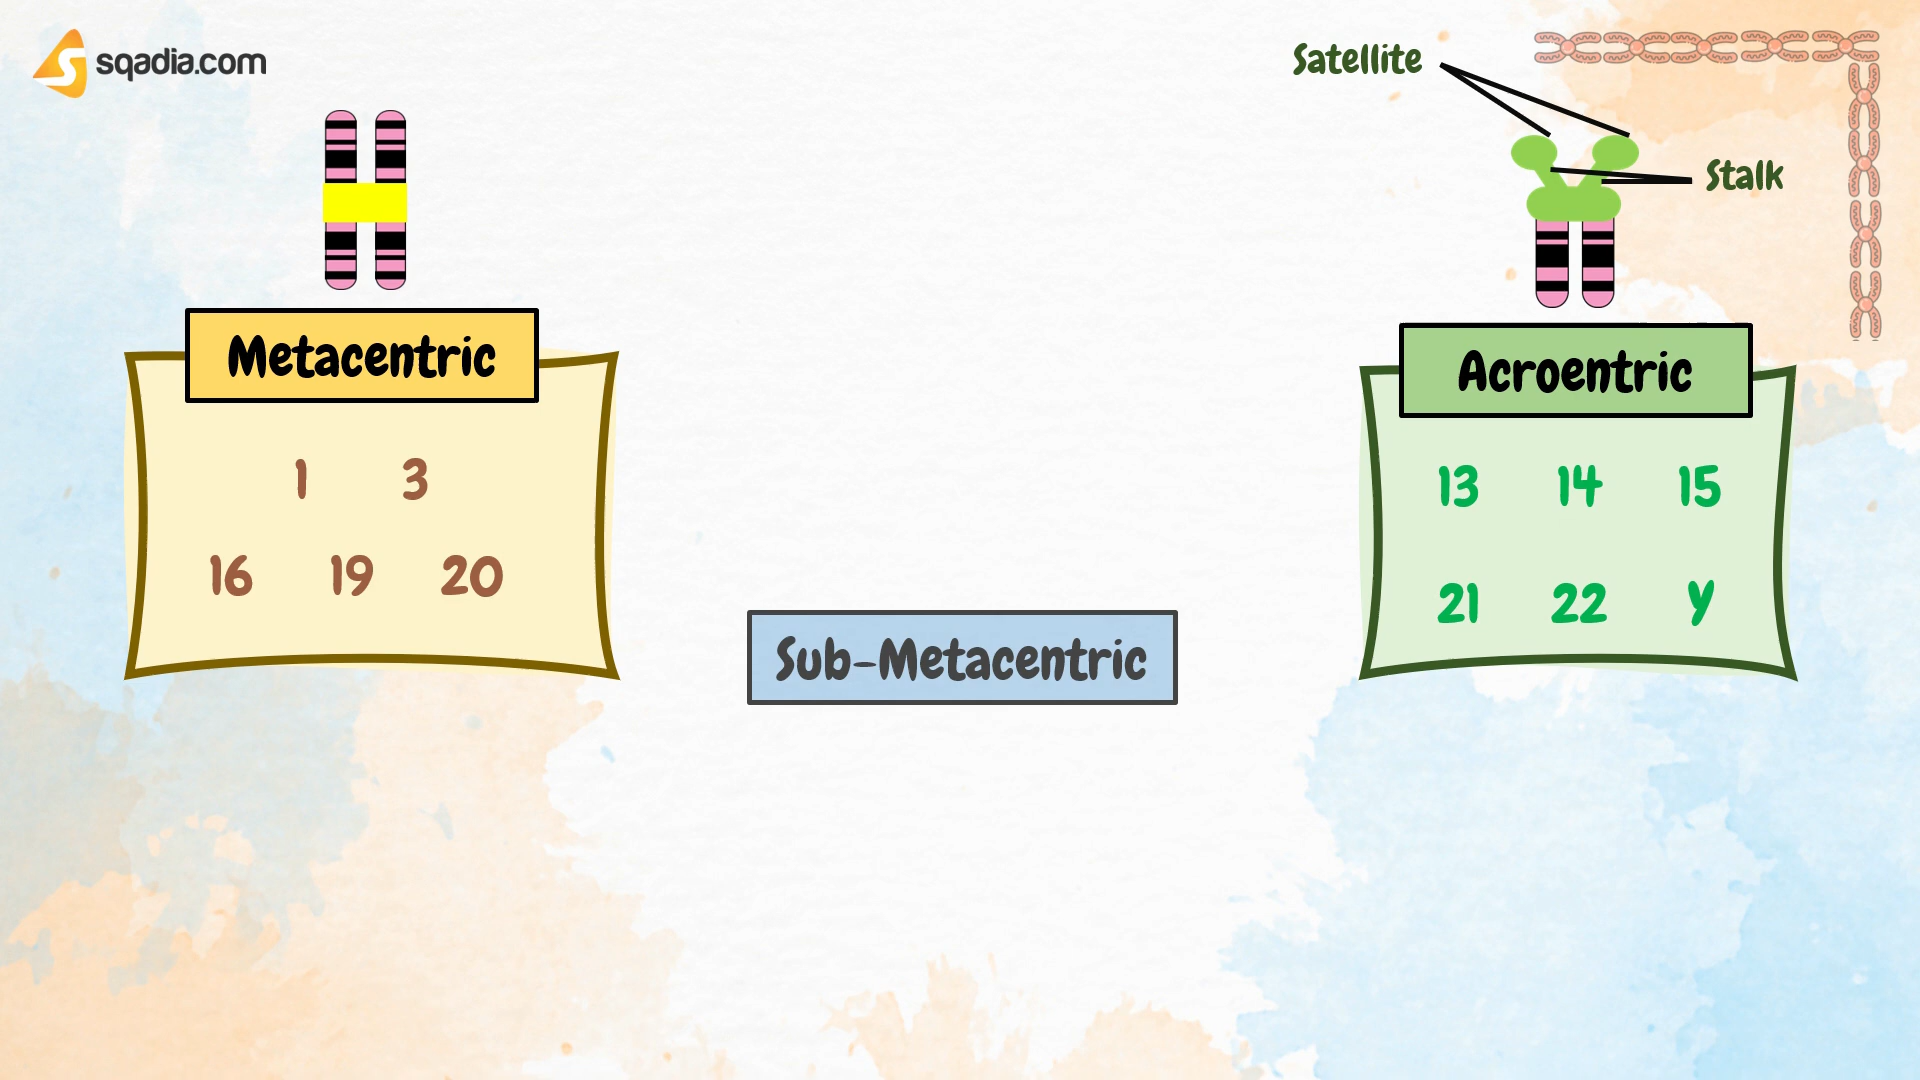 sqadia.com
Satellite
Stalk
Metacentric
1 3
16 19 20
Acroentric
13 14 15
21 22 Y
Sub-Metacentric